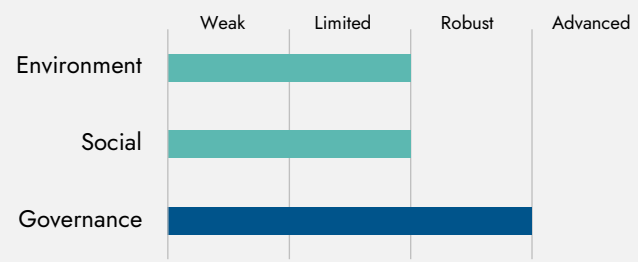 Weak Limited Robust Advanced
Environment
Social
Governance